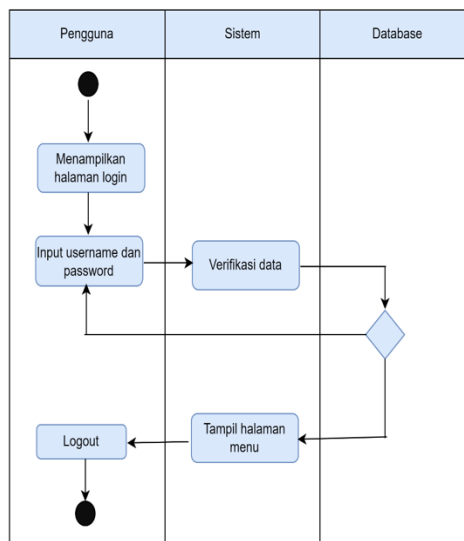 Pengguna
Sistem
Database
Menampilkan
halaman login
Input username dan
password
Verifikasi data
Tampil halaman
menu
Logout